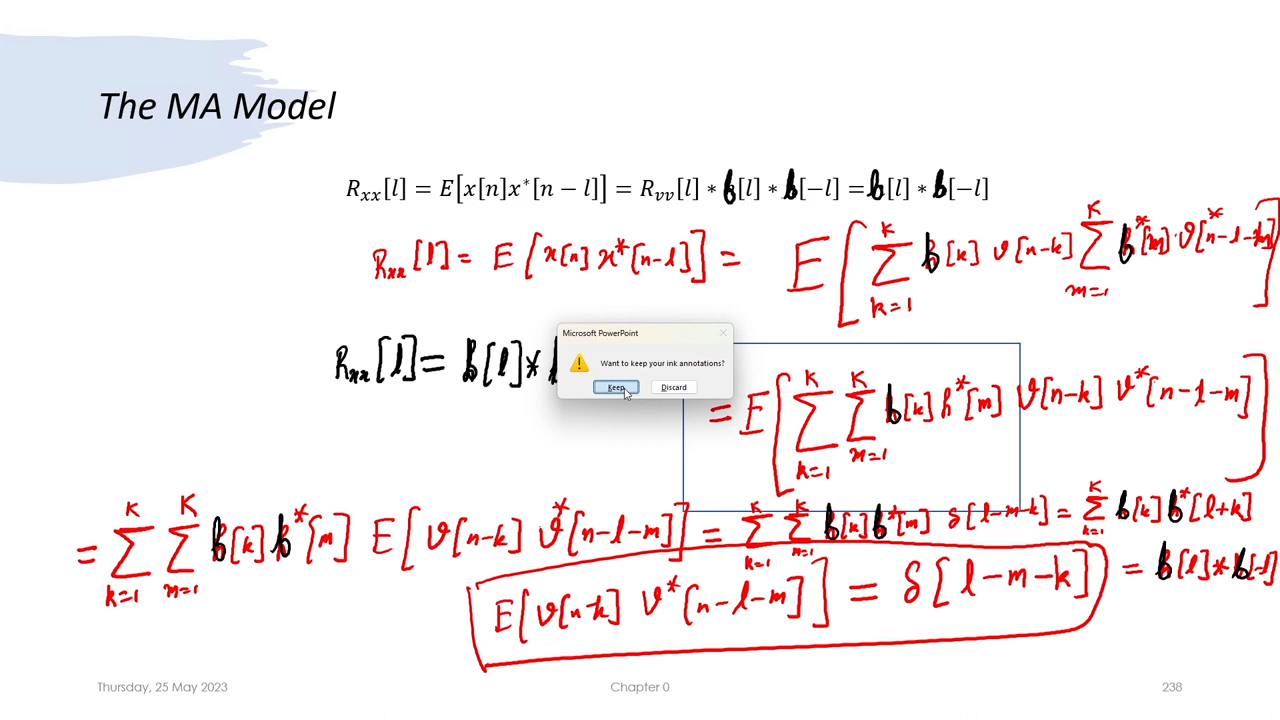 The MA Model
R_xx[l] = E[x[n]x*[n − l]] = R_vv[l] ∗ b[l] ∗ b[−l] = b[l] ∗ b[−l]
R_xx[l] = E[x[n] x*[n-l]] = E[ Σ_{k=1}^{K} b[k] v[n-k] Σ_{m=1}^{K} b*[m] · v*[n-l-m] ]
R_xx[l] = b[l] *
Microsoft PowerPoint
Want to keep your ink annotations?
Keep Discard
= E[ Σ_{k=1}^{K} Σ_{m=1}^{K} b[k] h*[m] v[n-k] v*[n-l-m] ]
= Σ_{k=1}^{K} Σ_{m=1}^{K} b[k] b*[m] E[v[n-k] v*[n-l-m]] = Σ_{k=1}^{K} Σ_{m=1}^{K} b[k] b*[m] δ[l-m-k] = Σ_{k=1}^{K} b[k] b*[l+k]
= b[l] * b[-l]
E[v[n-k] v*[n-l-m]] = δ[l-m-k]
Thursday, 25 May 2023 Chapter 0 238